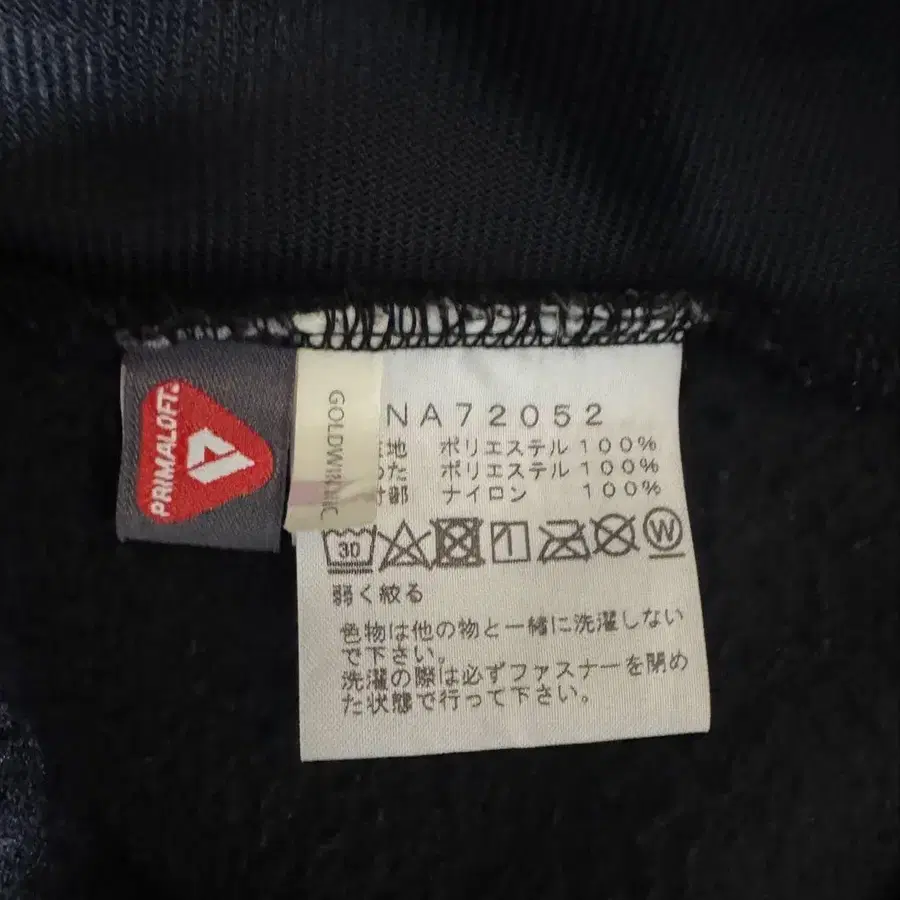 PRIMALOFT
GOLDWIN INC
NA72052
地 ポリエステル 100%
た ポリエステル 100%
部 ナイロン 100%
30
W
弱く絞る
色物は他の物と一緒に洗濯しない
で下さい。
洗濯の際は必ずファスナーを閉め
た状態で行って下さい。